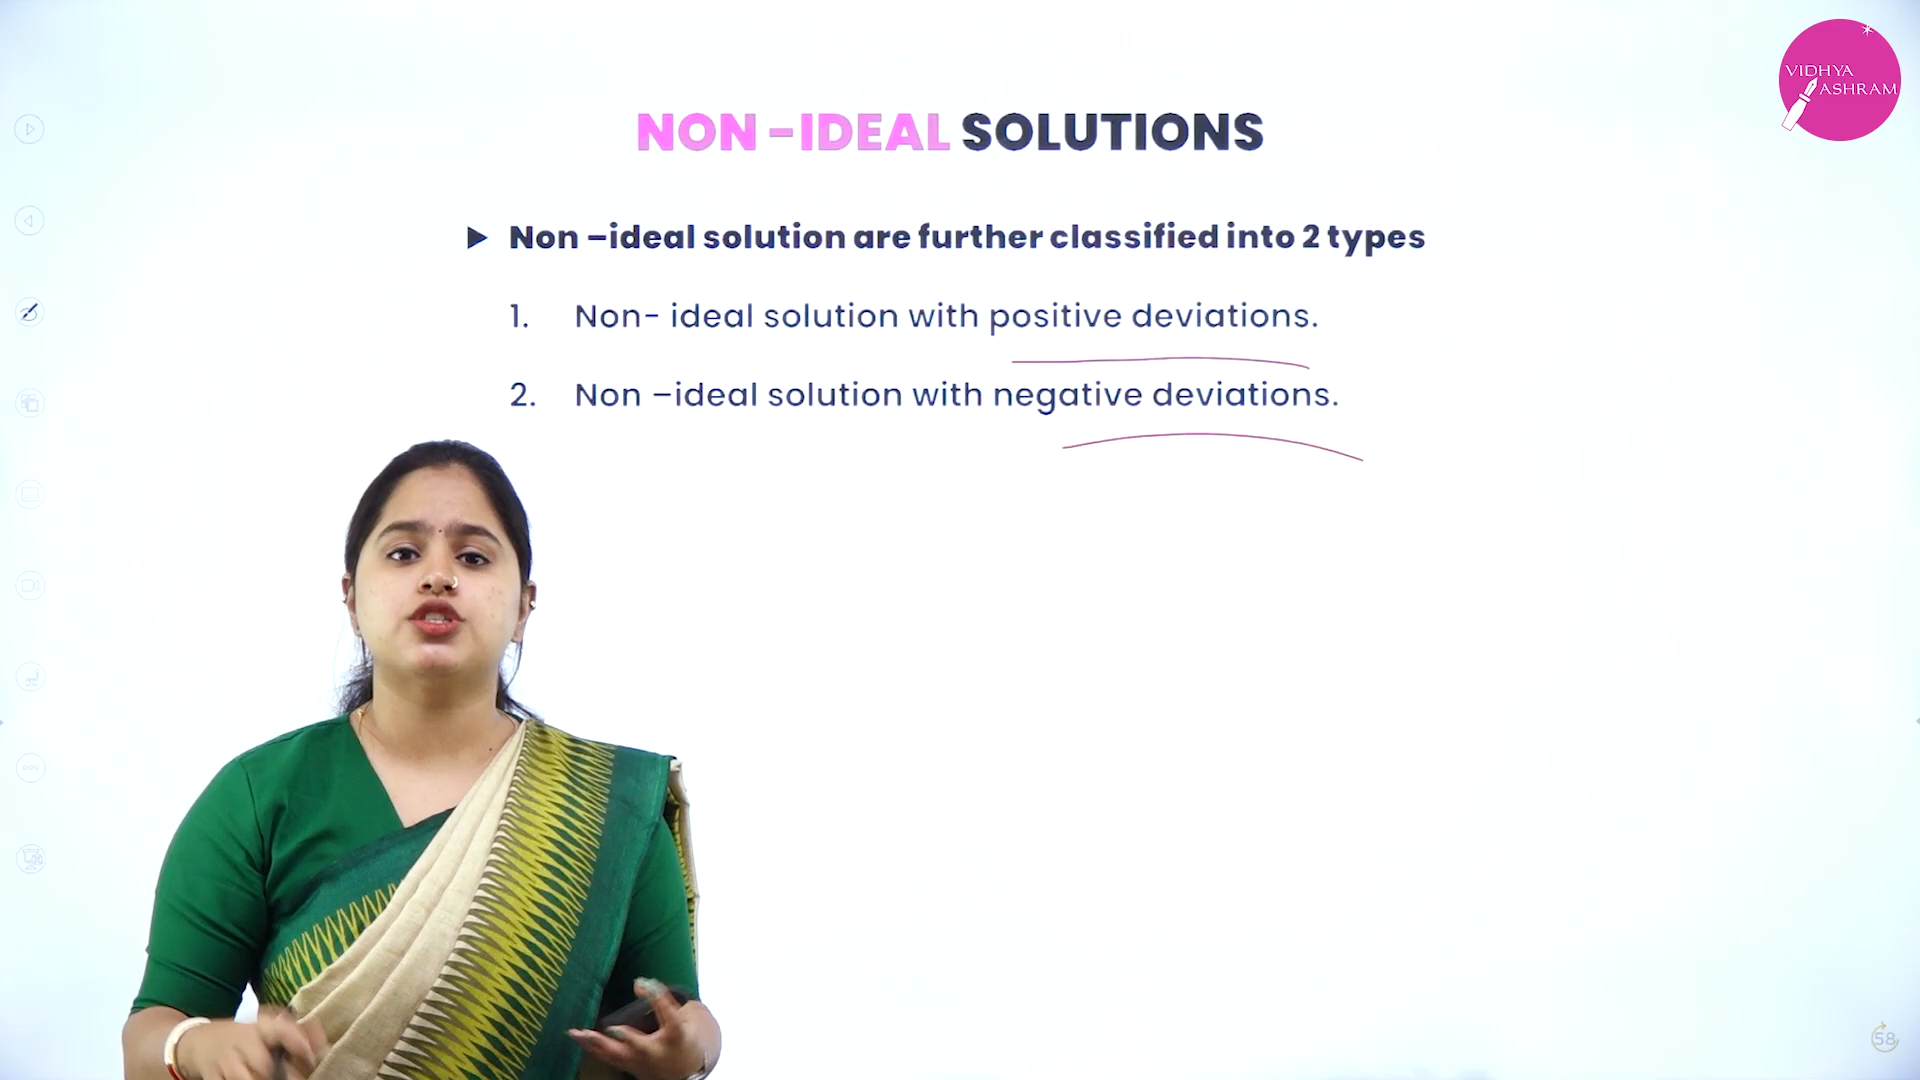 VIDHYA
ASHRAM
NON -IDEAL SOLUTIONS
▶ Non –ideal solution are further classified into 2 types
1. Non- ideal solution with positive deviations.
2. Non –ideal solution with negative deviations.
58